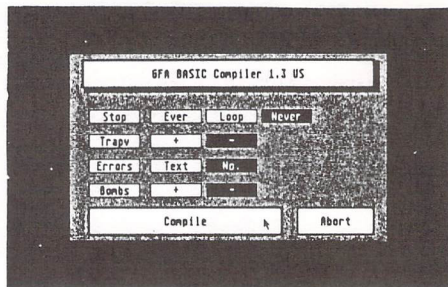 GFA BASIC Compiler 1.3 US
Stop Ever Loop Never
Trapv + -
Errors Text No.
Bombs + -
Compile Abort